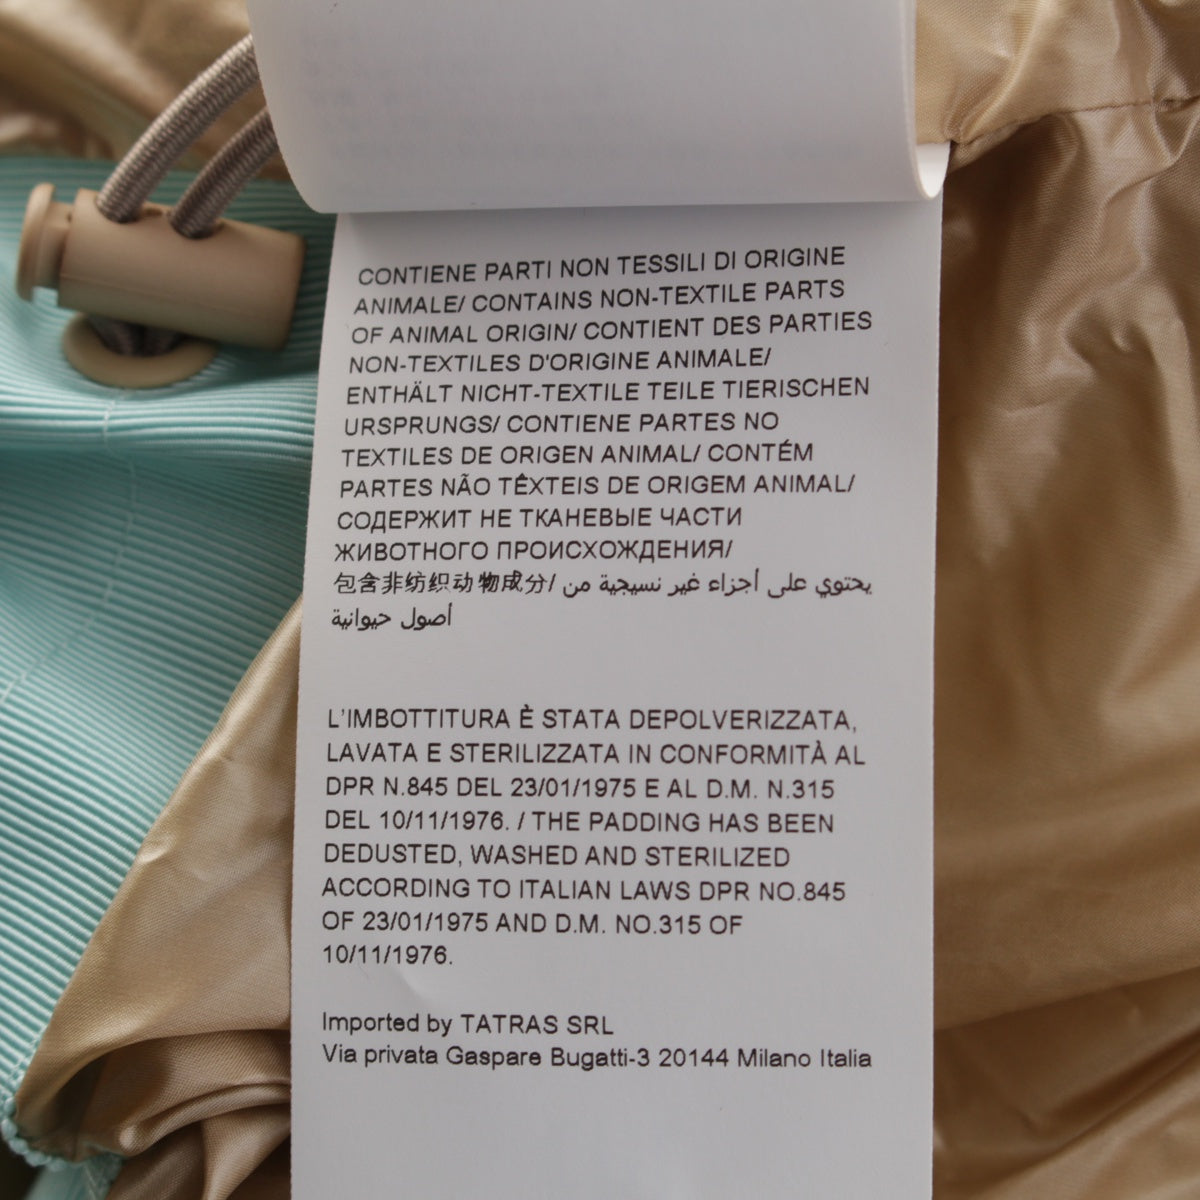 CONTIENE PARTI NON TESSILI DI ORIGINE
ANIMALE/ CONTAINS NON-TEXTILE PARTS
OF ANIMAL ORIGIN/ CONTIENT DES PARTIES
NON-TEXTILES D'ORIGINE ANIMALE/
ENTHÄLT NICHT-TEXTILE TEILE TIERISCHEN
URSPRUNGS/ CONTIENE PARTES NO
TEXTILES DE ORIGEN ANIMAL/ CONTÉM
PARTES NÃO TÊXTEIS DE ORIGEM ANIMAL/
СОДЕРЖИТ НЕ ТКАНЕВЫЕ ЧАСТИ
ЖИВОТНОГО ПРОИСХОЖДЕНИЯ/
包含非纺织动物成分/ يحتوي على أجزاء غير نسيجية من
أصول حيوانية
L'IMBOTTITURA È STATA DEPOLVERIZZATA,
LAVATA E STERILIZZATA IN CONFORMITÀ AL
DPR N.845 DEL 23/01/1975 E AL D.M. N.315
DEL 10/11/1976. / THE PADDING HAS BEEN
DEDUSTED, WASHED AND STERILIZED
ACCORDING TO ITALIAN LAWS DPR NO.845
OF 23/01/1975 AND D.M. NO.315 OF
10/11/1976.
Imported by TATRAS SRL
Via privata Gaspare Bugatti-3 20144 Milano Italia